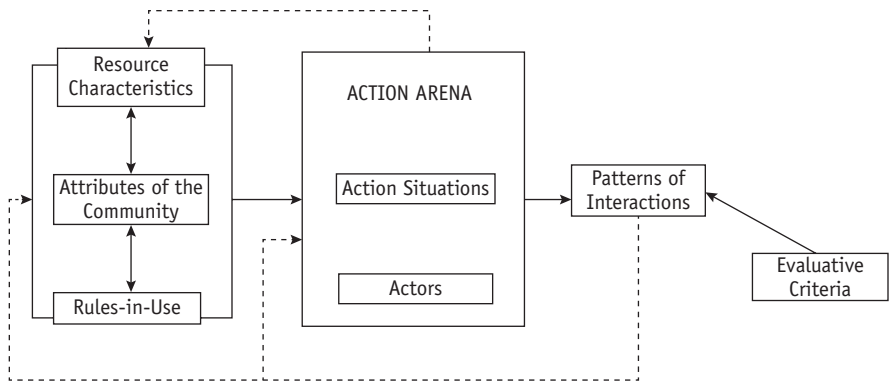 Resource
Characteristics
Attributes of the
Community
Rules-in-Use
ACTION ARENA
Action Situations
Actors
Patterns of
Interactions
Evaluative
Criteria